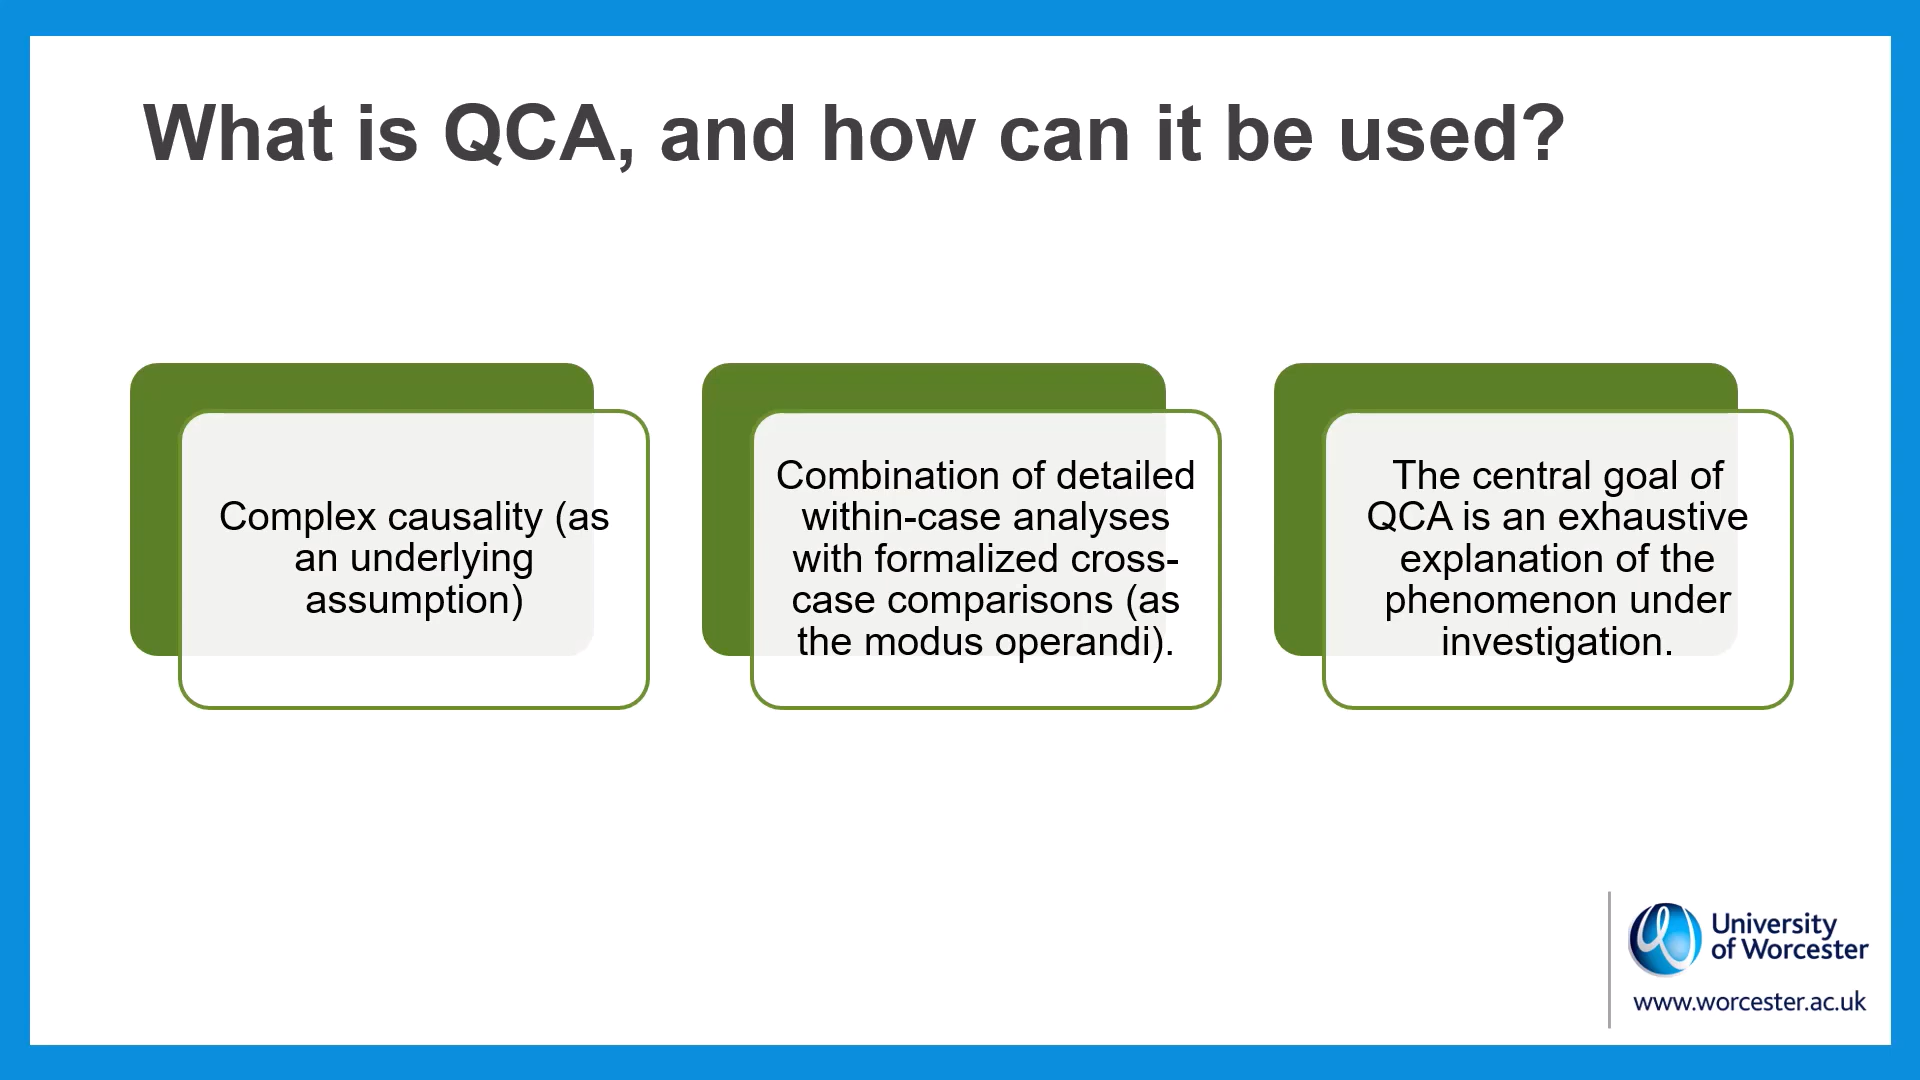 What is QCA, and how can it be used?
Complex causality (as
an underlying
assumption)
Combination of detailed
within-case analyses
with formalized cross-
case comparisons (as
the modus operandi).
The central goal of
QCA is an exhaustive
explanation of the
phenomenon under
investigation.
University
of Worcester
www.worcester.ac.uk